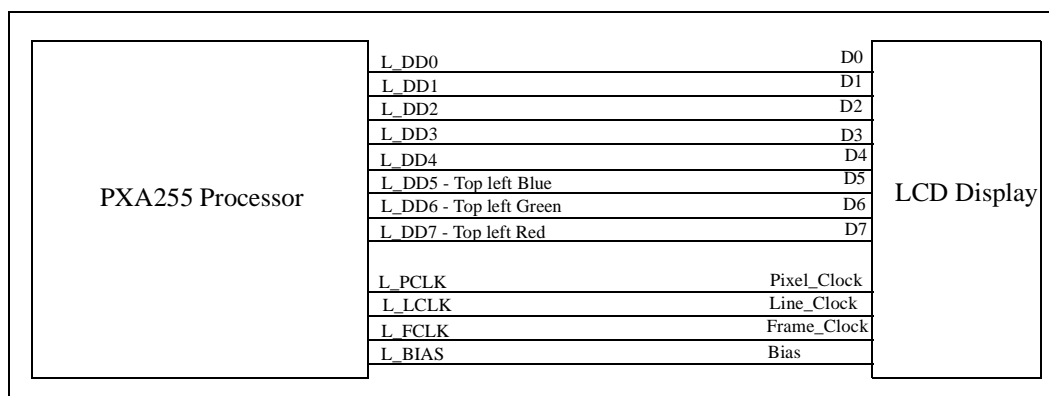 L_DD0 D0
L_DD1 D1
L_DD2 D2
L_DD3 D3
L_DD4 D4
L_DD5 - Top left Blue D5
PXA255 Processor LCD Display
L_DD6 - Top left Green D6
L_DD7 - Top left Red D7
L_PCLK Pixel_Clock
L_LCLK Line_Clock
L_FCLK Frame_Clock
L_BIAS Bias